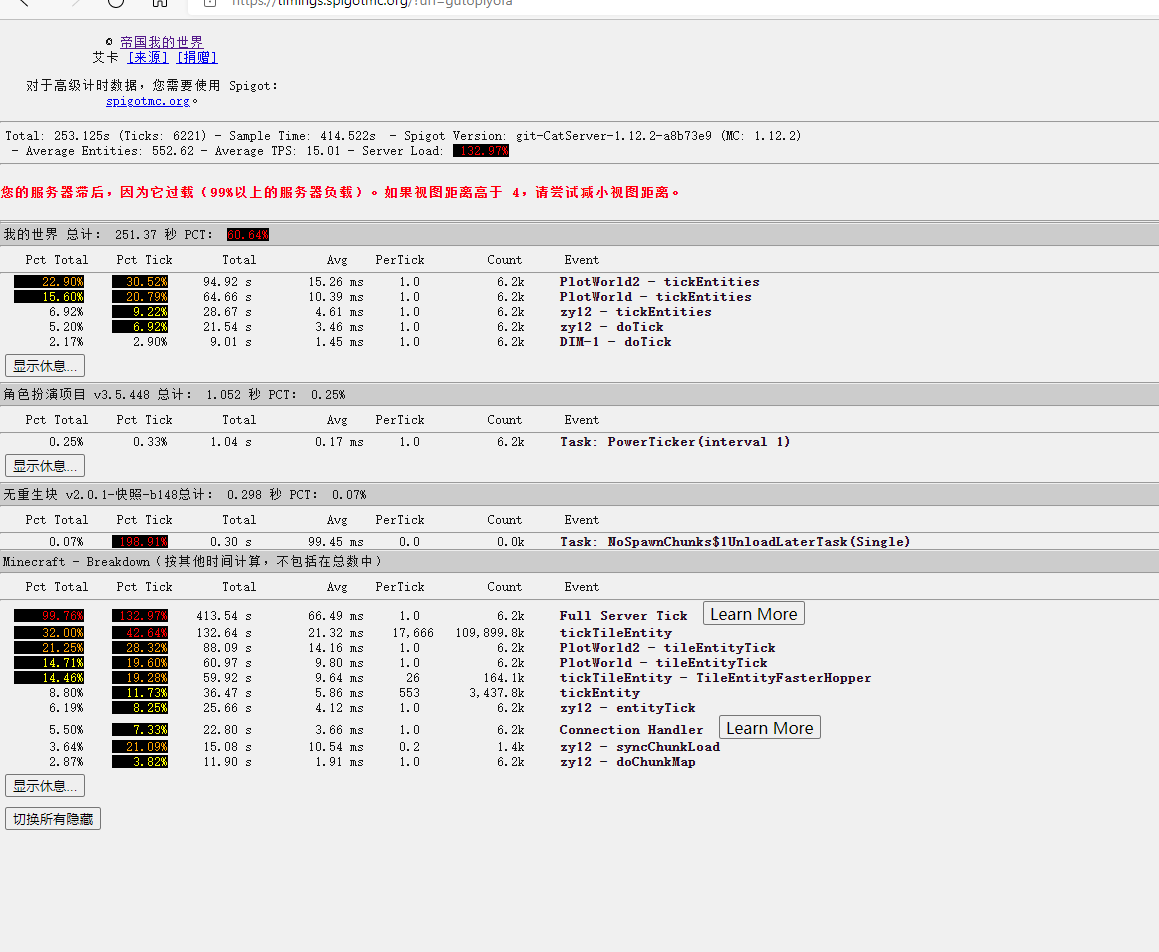 https://timings.spigotmc.org/?url=gutopiyofa
© 帝国我的世界
艾卡 [来源] [捐赠]
对于高级计时数据，您需要使用 Spigot：
spigotmc.org。
Total: 253.125s (Ticks: 6221) - Sample Time: 414.522s - Spigot Version: git-CatServer-1.12.2-a8b73e9 (MC: 1.12.2)
- Average Entities: 552.62 - Average TPS: 15.01 - Server Load: 132.97%
您的服务器滞后，因为它过载（99%以上的服务器负载）。如果视图距离高于 4，请尝试减小视图距离。
我的世界 总计： 251.37 秒 PCT： 60.64%
Pct Total Pct Tick Total Avg PerTick Count Event
22.90% 30.52% 94.92 s 15.26 ms 1.0 6.2k PlotWorld2 - tickEntities
15.60% 20.79% 64.66 s 10.39 ms 1.0 6.2k PlotWorld - tickEntities
6.92% 9.22% 28.67 s 4.61 ms 1.0 6.2k zy12 - tickEntities
5.20% 6.92% 21.54 s 3.46 ms 1.0 6.2k zy12 - doTick
2.17% 2.90% 9.01 s 1.45 ms 1.0 6.2k DIM-1 - doTick
显示休息...
角色扮演项目 v3.5.448 总计： 1.052 秒 PCT： 0.25%
Pct Total Pct Tick Total Avg PerTick Count Event
0.25% 0.33% 1.04 s 0.17 ms 1.0 6.2k Task: PowerTicker(interval 1)
显示休息...
无重生块 v2.0.1-快照-b148总计： 0.298 秒 PCT： 0.07%
Pct Total Pct Tick Total Avg PerTick Count Event
0.07% 198.91% 0.30 s 99.45 ms 0.0 0.0k Task: NoSpawnChunks$1UnloadLaterTask(Single)
Minecraft - Breakdown（按其他时间计算，不包括在总数中）
Pct Total Pct Tick Total Avg PerTick Count Event
99.76% 132.97% 413.54 s 66.49 ms 1.0 6.2k Full Server Tick Learn More
32.00% 42.64% 132.64 s 21.32 ms 17,666 109,899.8k tickTileEntity
21.25% 28.32% 88.09 s 14.16 ms 1.0 6.2k PlotWorld2 - tileEntityTick
14.71% 19.60% 60.97 s 9.80 ms 1.0 6.2k PlotWorld - tileEntityTick
14.46% 19.28% 59.92 s 9.64 ms 26 164.1k tickTileEntity - TileEntityFasterHopper
8.80% 11.73% 36.47 s 5.86 ms 553 3,437.8k tickEntity
6.19% 8.25% 25.66 s 4.12 ms 1.0 6.2k zy12 - entityTick
5.50% 7.33% 22.80 s 3.66 ms 1.0 6.2k Connection Handler Learn More
3.64% 21.09% 15.08 s 10.54 ms 0.2 1.4k zy12 - syncChunkLoad
2.87% 3.82% 11.90 s 1.91 ms 1.0 6.2k zy12 - doChunkMap
显示休息...
切换所有隐藏